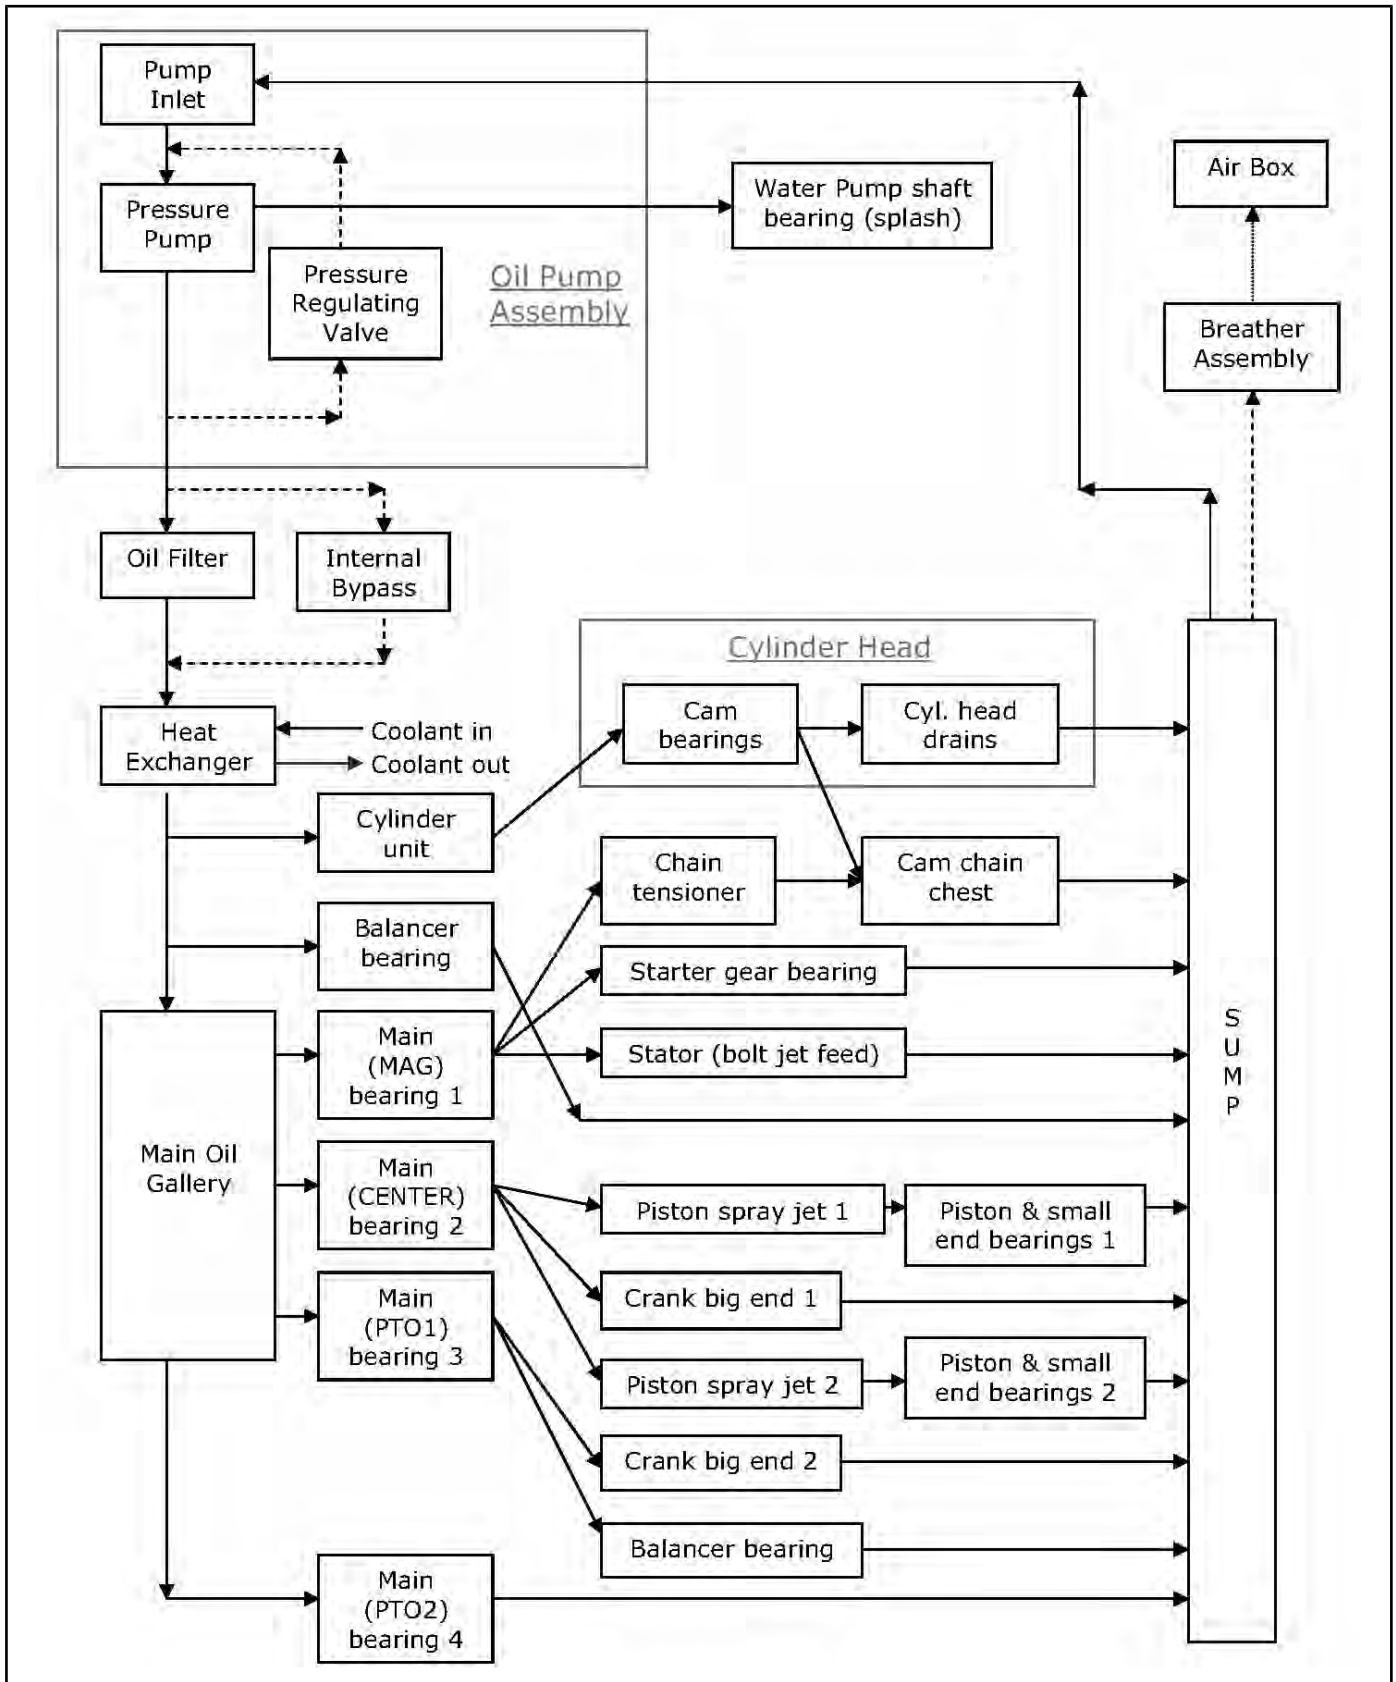 Pump
Inlet
Pressure
Pump
Pressure
Regulating
Valve
Oil Pump
Assembly
Water Pump shaft
bearing (splash)
Air Box
Breather
Assembly
Oil Filter
Internal
Bypass
Heat
Exchanger
Coolant in
Coolant out
Cylinder Head
Cam
bearings
Cyl. head
drains
Cylinder
unit
Chain
tensioner
Cam chain
chest
Balancer
bearing
Starter gear bearing
Main
(MAG)
bearing 1
Stator (bolt jet feed)
Main Oil
Gallery
Main
(CENTER)
bearing 2
Piston spray jet 1
Piston & small
end bearings 1
Main
(PTO1)
bearing 3
Crank big end 1
Piston spray jet 2
Piston & small
end bearings 2
Crank big end 2
Balancer bearing
Main
(PTO2)
bearing 4
S
U
M
P